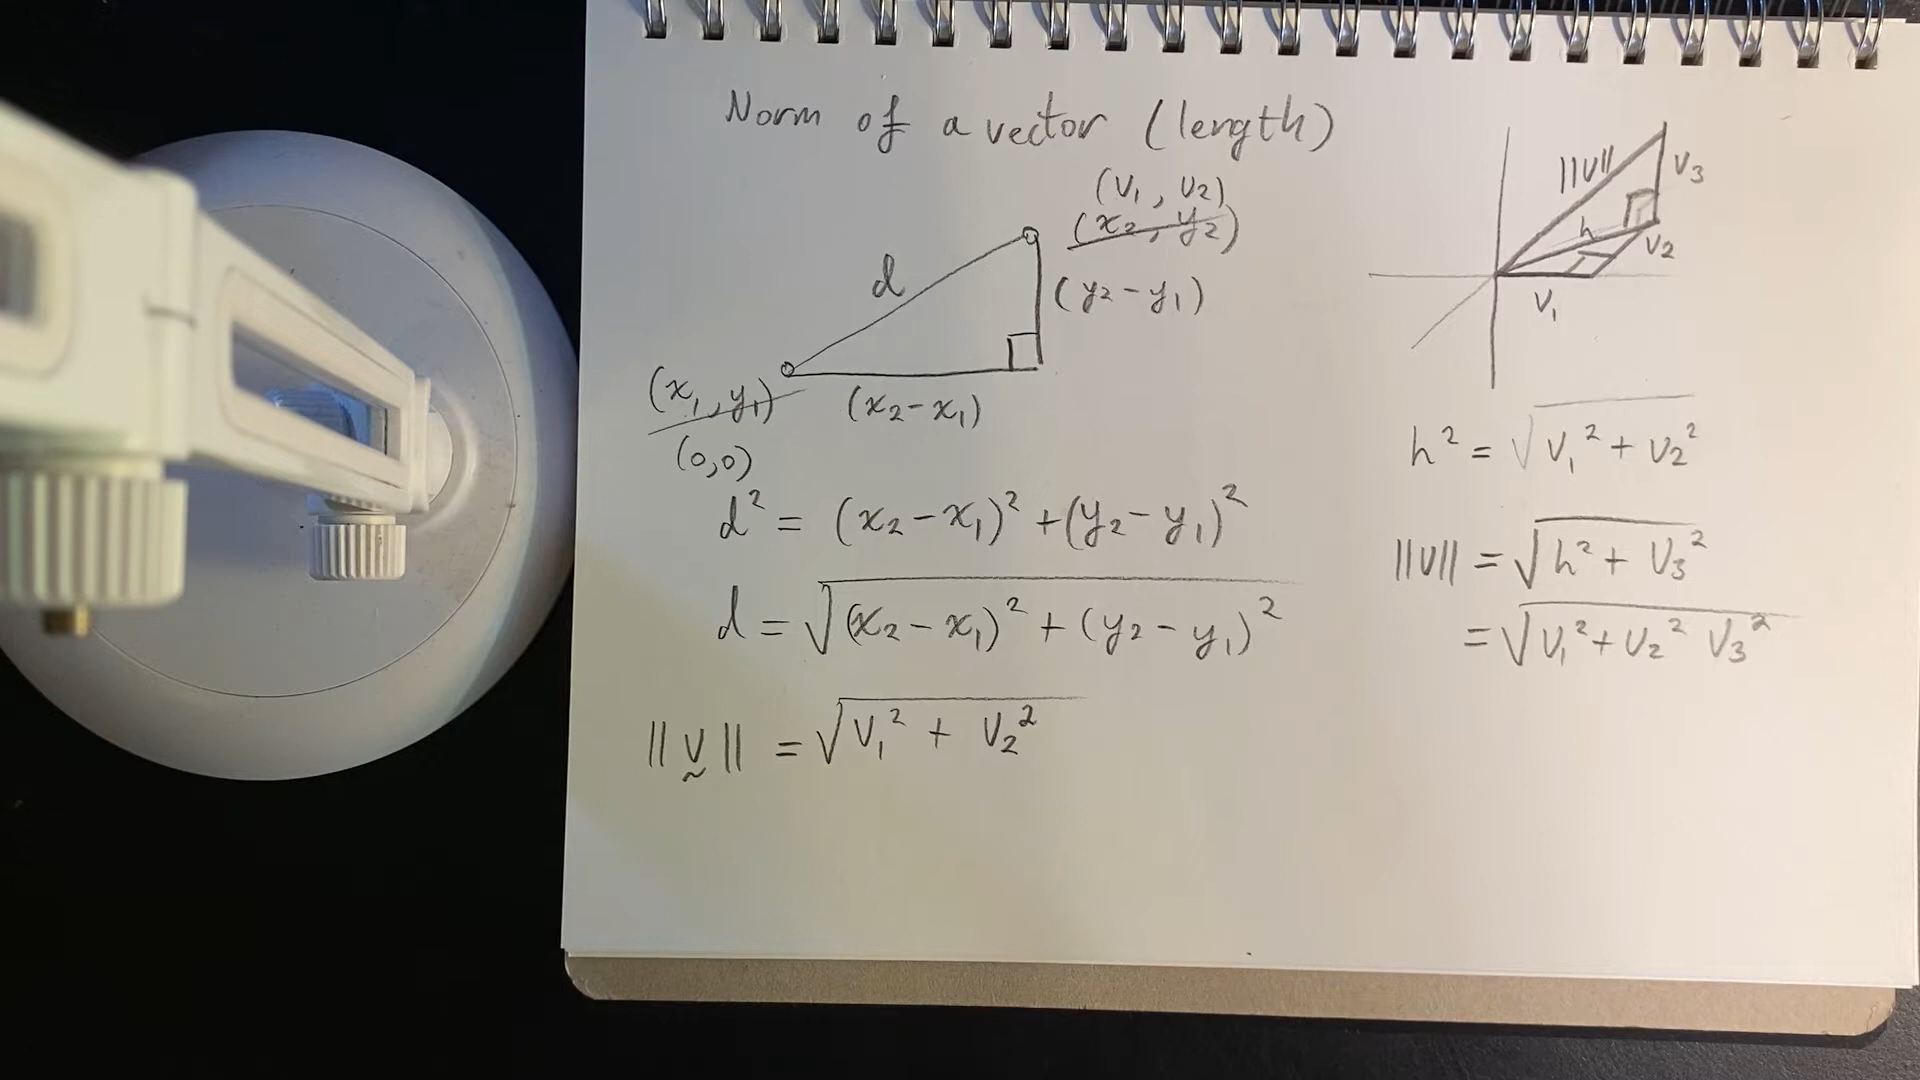 Norm of a vector (length)
(v₁, v₂)
(x₂, y₂)
d
(y₂ - y₁)
(x₁, y₁)
(x₂ - x₁)
(0,0)
d² = (x₂ - x₁)² + (y₂ - y₁)²
d = √(x₂ - x₁)² + (y₂ - y₁)²
||v|| = √v₁² + v₂²
||v||
v₃
h
v₂
v₁
h² = √v₁² + v₂²
||v|| = √h² + v₃²
= √v₁² + v₂² v₃²